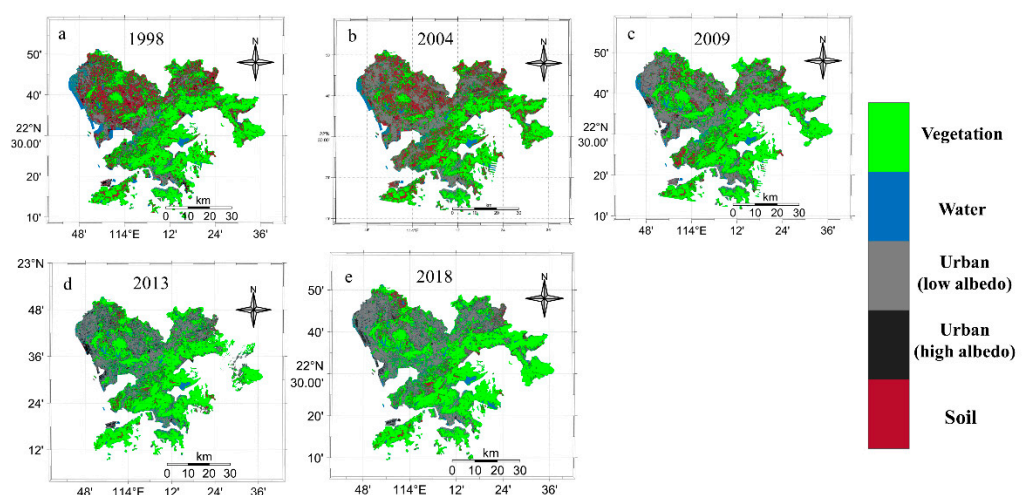 a
1998
N
50'
40'
22°N
30.00'
20'
10'
km
0 10 20 30
48'
114°E
12'
24'
36'
b
2004
N
c
2009
N
50'
40'
22°N
30.00'
20'
10'
km
0 10 20 30
48'
114°E
12'
24'
36'
d
2013
N
23°N
48'
36'
30.00'
24'
12'
km
0 10 20 30
48'
114°E
12'
24'
36'
e
2018
N
50'
40'
22°N
30.00'
20'
10'
km
0 10 20 30
48'
114°E
12'
24'
36'
Vegetation
Water
Urban
(low albedo)
Urban
(high albedo)
Soil